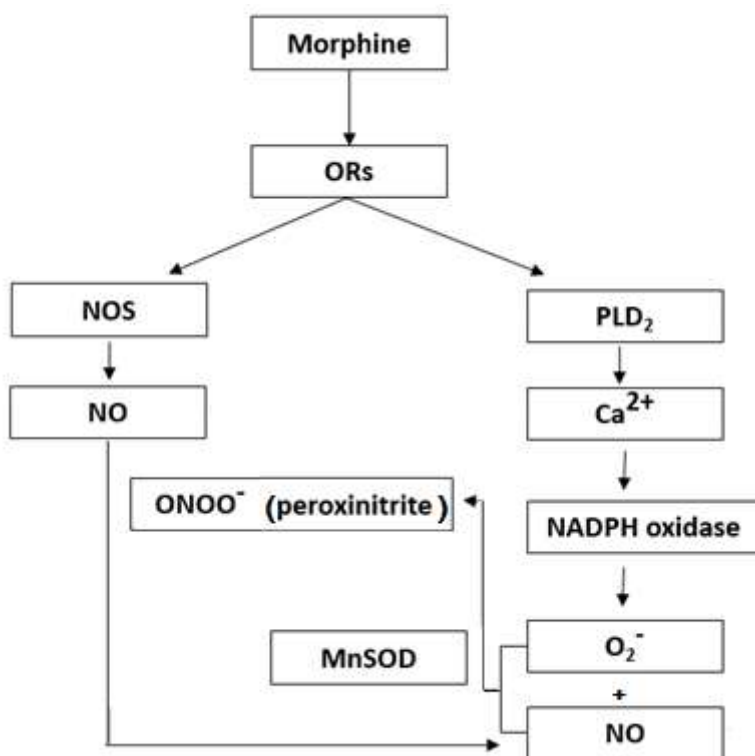 Morphine
ORs
NOS
PLD₂
NO
Ca²⁺
ONOO⁻ (peroxinitrite)
NADPH oxidase
MnSOD
O₂⁻
+
NO